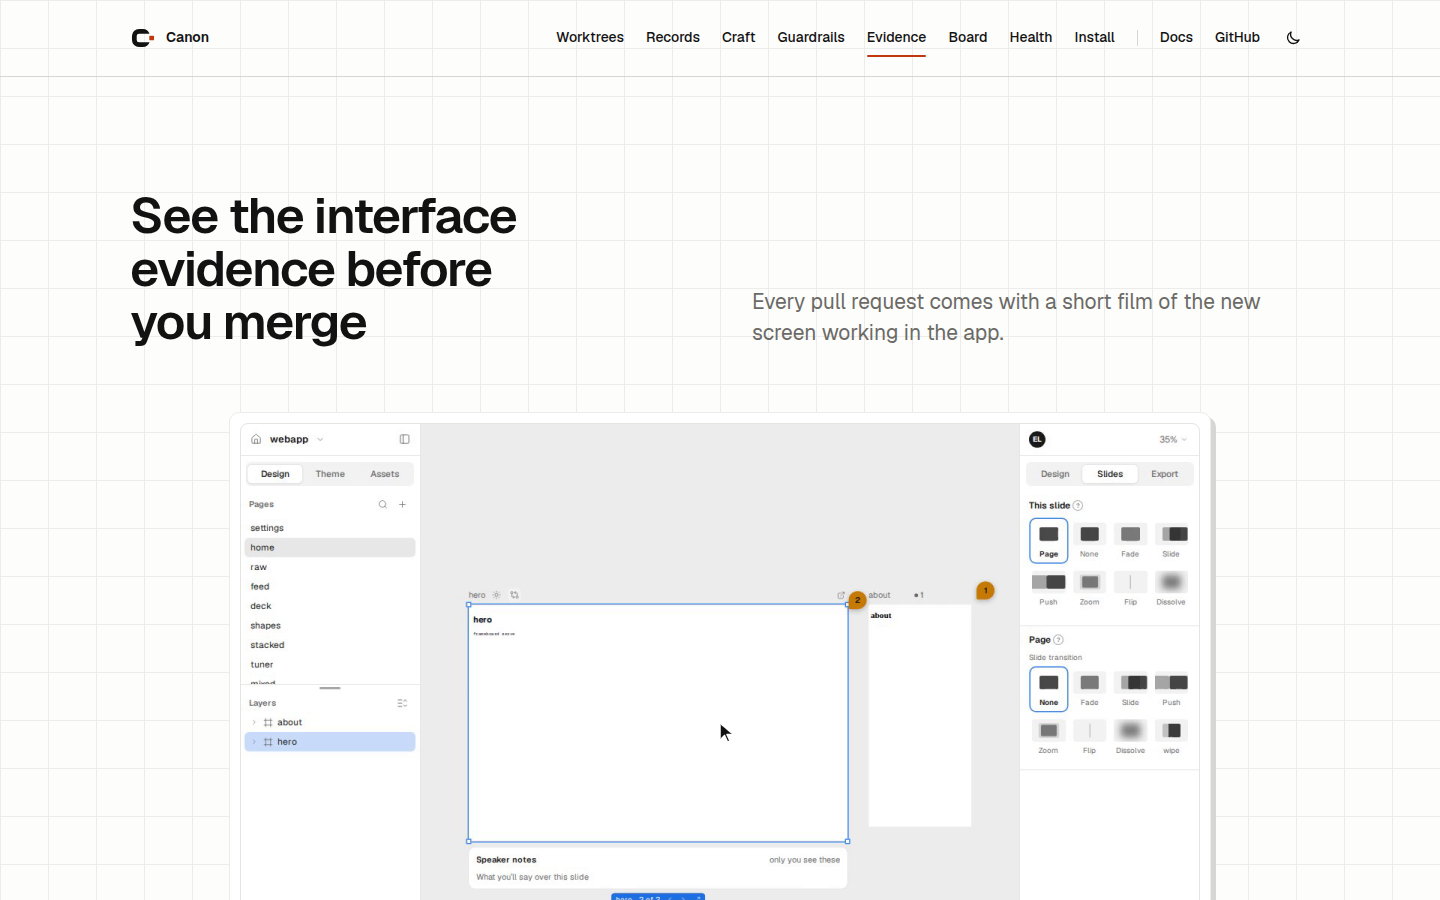 Canon
Worktrees Records Craft Guardrails Evidence Board Health Install Docs GitHub
See the interface
evidence before
you merge
Every pull request comes with a short film of the new
screen working in the app.
webapp
Design Theme Assets
Pages
settings
home
raw
feed
deck
shapes
stacked
tuner
mixed
Layers
about
hero
hero
2
about
1
1
hero
frameboard serve
about
Speaker notes
only you see these
What you'll say over this slide
EL
35%
Design Slides Export
This slide ?
Page None Fade Slide
Push Zoom Flip Dissolve
Page ?
Slide transition
None Fade Slide Push
Zoom Flip Dissolve wipe